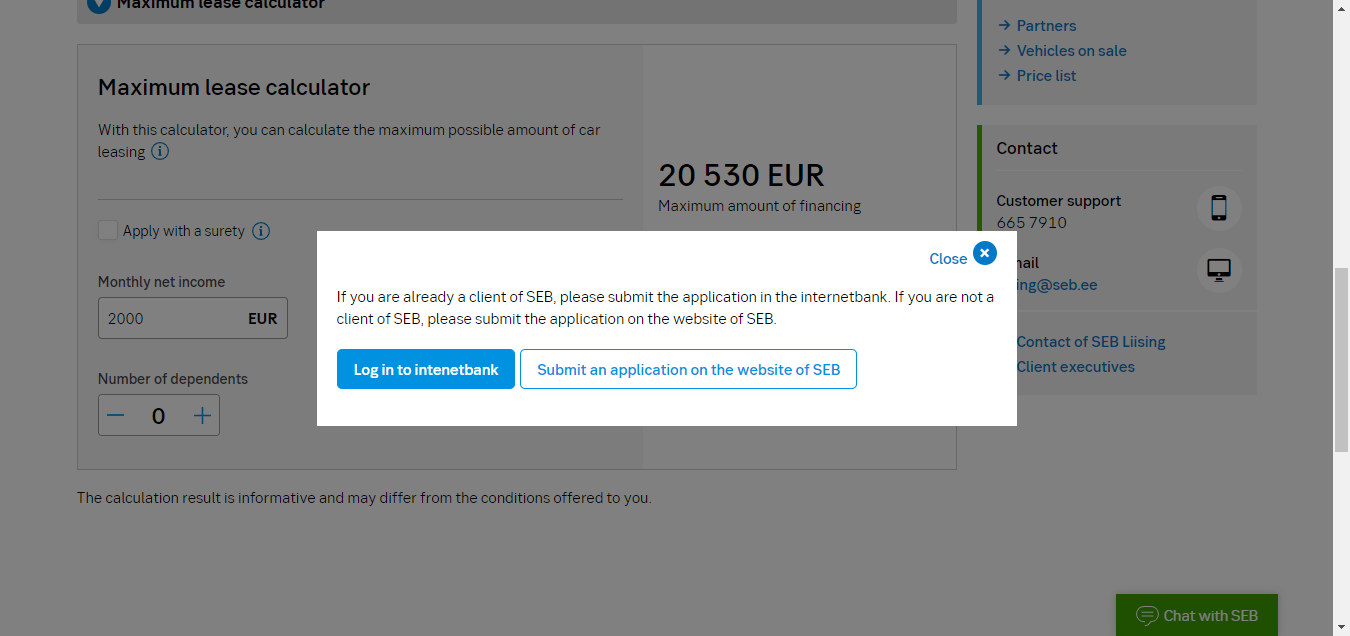 Maximum lease calculator
Maximum lease calculator
With this calculator, you can calculate the maximum possible amount of car
leasing
Apply with a surety
Monthly net income
2000 EUR
Number of dependents
0
20 530 EUR
Maximum amount of financing
Close
If you are already a client of SEB, please submit the application in the internetbank. If you are not a
client of SEB, please submit the application on the website of SEB.
Log in to intenetbank
Submit an application on the website of SEB
The calculation result is informative and may differ from the conditions offered to you.
Partners
Vehicles on sale
Price list
Contact
Customer support
665 7910
ing@seb.ee
Contact of SEB Liising
Client executives
Chat with SEB